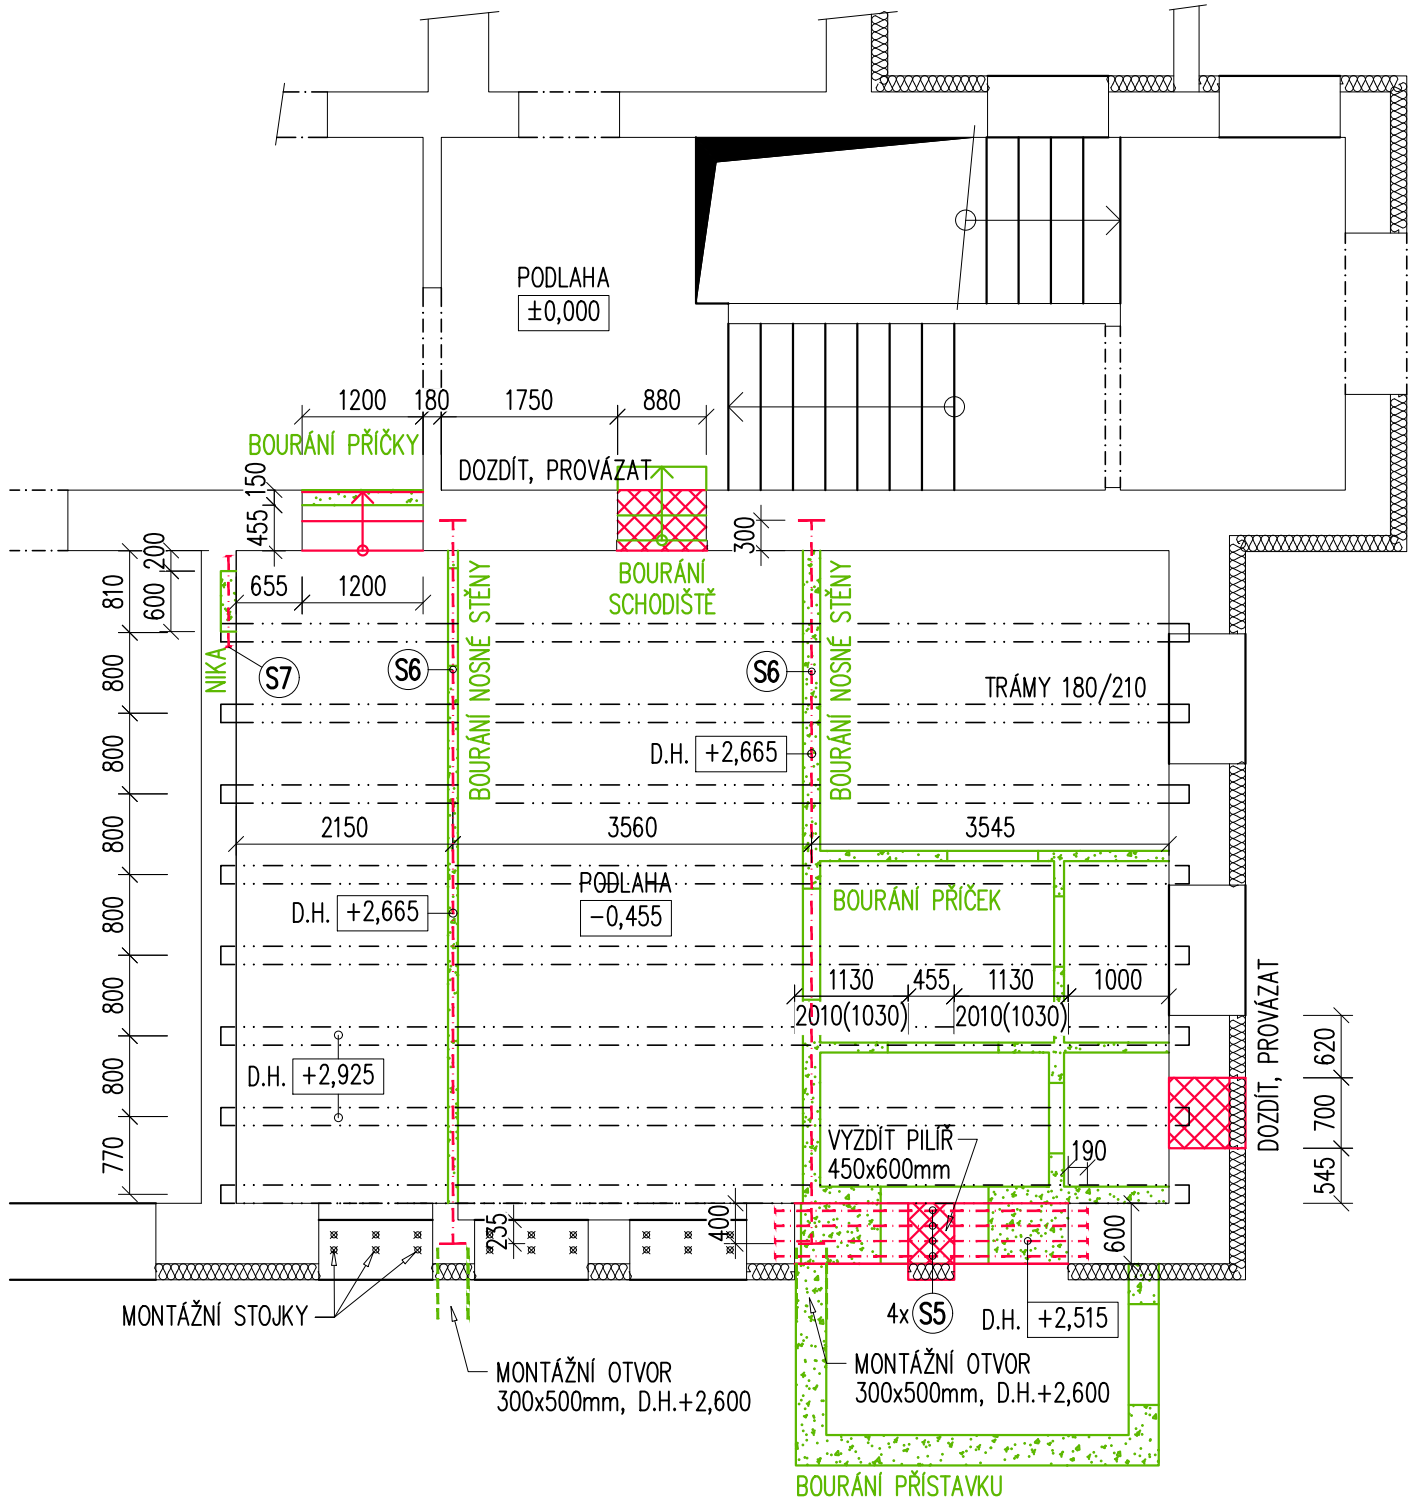 PODLAHA
±0,000
1200
180
1750
880
BOURÁNÍ PŘÍČKY
DOZDÍT, PROVÁZAT
150
455
300
200
810
600
655
1200
BOURÁNÍ
SCHODIŠTĚ
BOURÁNÍ NOSNÉ STĚNY
BOURÁNÍ NOSNÉ STĚNY
NIKA
S7
S6
S6
TRÁMY 180/210
800
800
800
800
800
800
770
D.H. +2,665
2150
3560
3545
PODLAHA
-0,455
D.H. +2,665
BOURÁNÍ PŘÍČEK
1130
455
1130
1000
2010(1030)
2010(1030)
D.H. +2,925
DOZDÍT, PROVÁZAT
620
700
545
VYZDÍT PILÍŘ
450x600mm
190
235
400
600
MONTÁŽNÍ STOJKY
4x S5
D.H. +2,515
MONTÁŽNÍ OTVOR
300x500mm, D.H.+2,600
MONTÁŽNÍ OTVOR
300x500mm, D.H.+2,600
BOURÁNÍ PŘÍSTAVKU